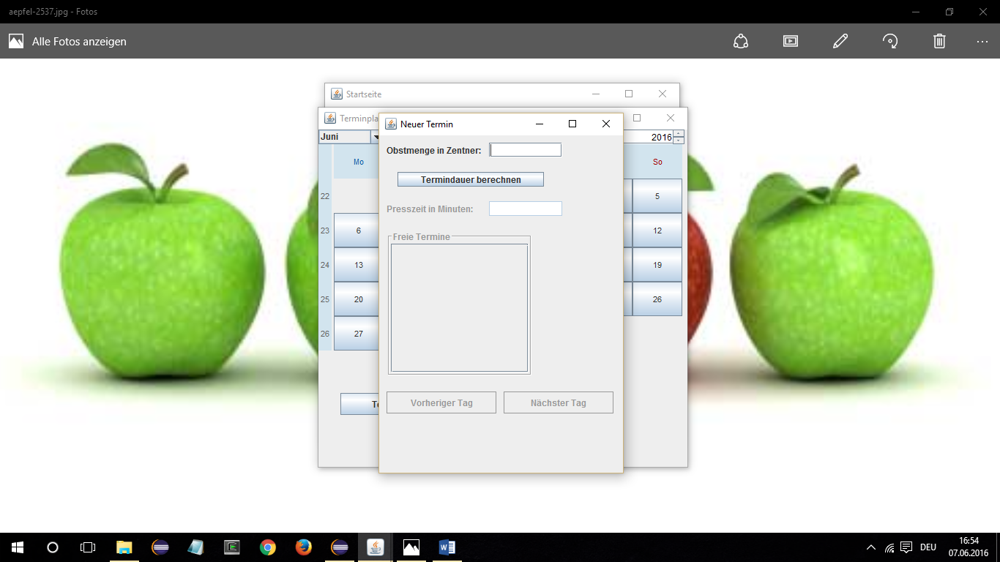 aepfel-2537.jpg - Fotos
Alle Fotos anzeigen
Startseite
Neuer Termin
Juni
2016
Obstmenge in Zentner:
Mo
So
Termindauer berechnen
22
5
Presszeit in Minuten:
23
6
12
Freie Termine
24
13
19
25
20
26
26
27
Vorheriger Tag
Nächster Tag
DEU
16:54
07.06.2016